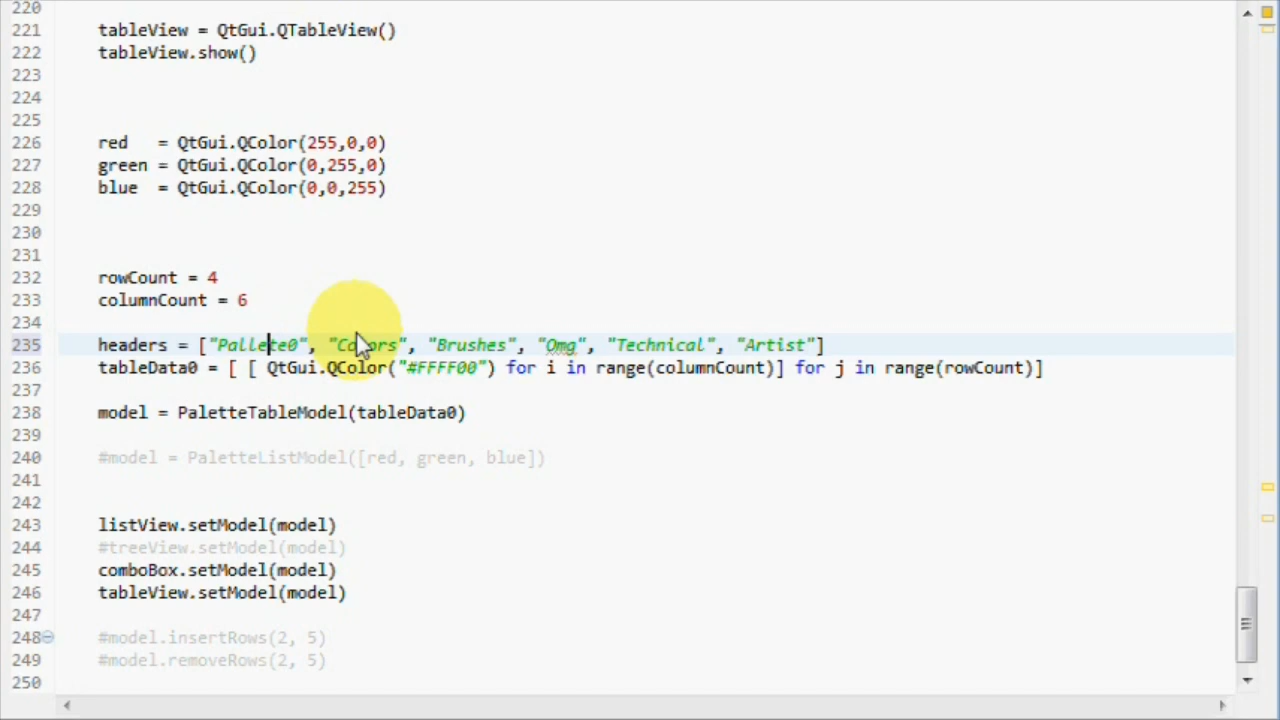 220
221 tableView = QtGui.QTableView()
222 tableView.show()
223
224
225
226 red   = QtGui.QColor(255,0,0)
227 green = QtGui.QColor(0,255,0)
228 blue  = QtGui.QColor(0,0,255)
229
230
231
232 rowCount = 4
233 columnCount = 6
234
235 headers = ["Pallete0", "Colors", "Brushes", "Omg", "Technical", "Artist"]
236 tableData0 = [ [ QtGui.QColor("#FFFF00") for i in range(columnCount)] for j in range(rowCount)]
237
238 model = PaletteTableModel(tableData0)
239
240 #model = PaletteListModel([red, green, blue])
241
242
243 listView.setModel(model)
244 #treeView.setModel(model)
245 comboBox.setModel(model)
246 tableView.setModel(model)
247
248 #model.insertRows(2, 5)
249 #model.removeRows(2, 5)
250